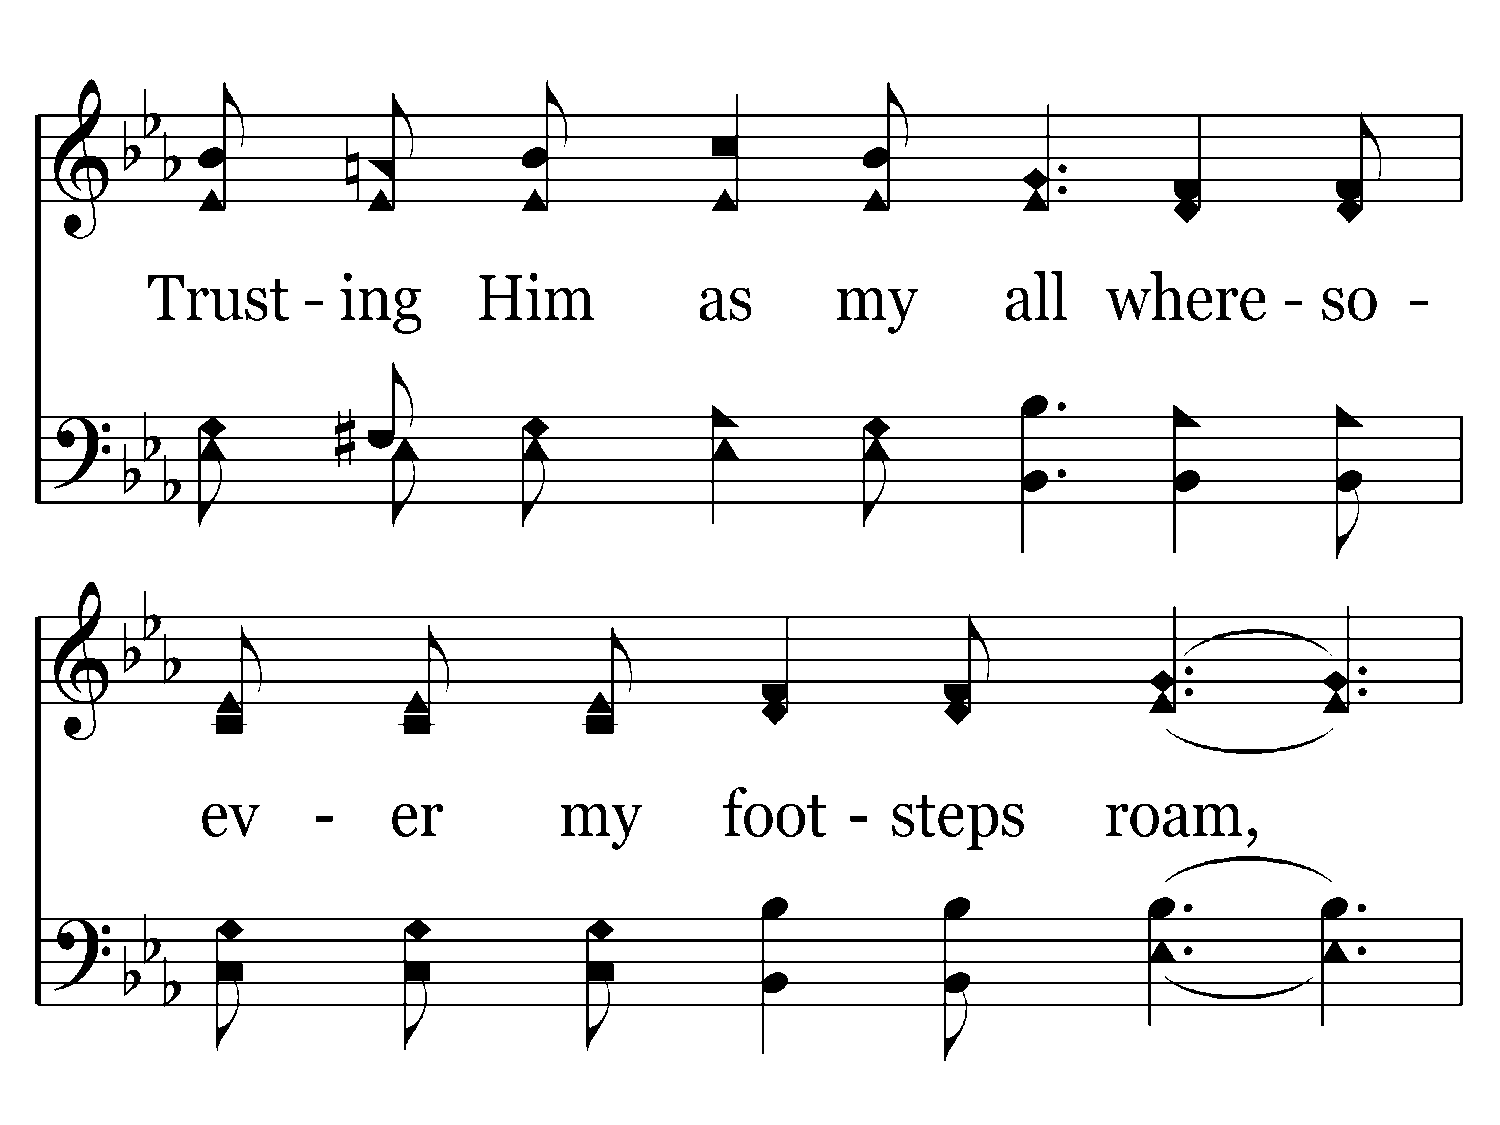 Trust - ing Him as my all where - so -
ev - er my foot - steps roam,